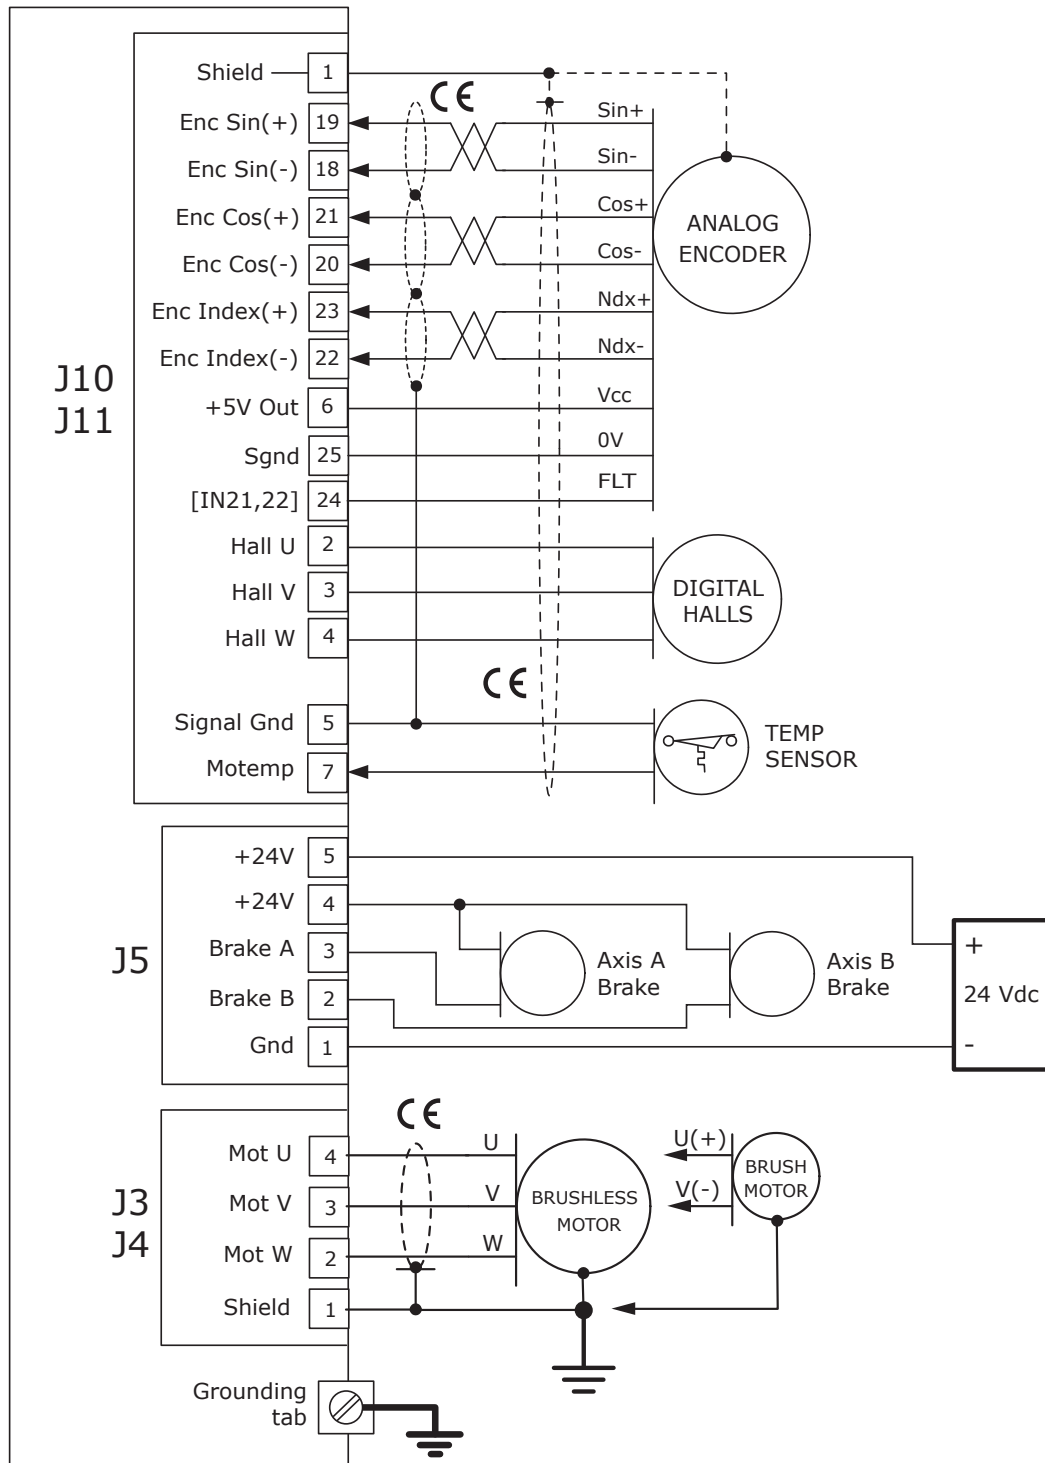 Shield 1
Enc Sin(+) 19 Sin+
Enc Sin(-) 18 Sin-
Enc Cos(+) 21 Cos+
Enc Cos(-) 20 Cos-
Enc Index(+) 23 Ndx+
Enc Index(-) 22 Ndx-
+5V Out 6 Vcc
Sgnd 25 0V
[IN21,22] 24 FLT
Hall U 2
Hall V 3
Hall W 4
Signal Gnd 5
Motemp 7
J10
J11
CE
CE
ANALOG
ENCODER
DIGITAL
HALLS
TEMP
SENSOR
J5
+24V 5
+24V 4
Brake A 3
Brake B 2
Gnd 1
Axis A
Brake
Axis B
Brake
+
24 Vdc
-
J3
J4
CE
Mot U 4 U
Mot V 3 V
Mot W 2 W
Shield 1
BRUSHLESS
MOTOR
U(+)
V(-)
BRUSH
MOTOR
Grounding
tab